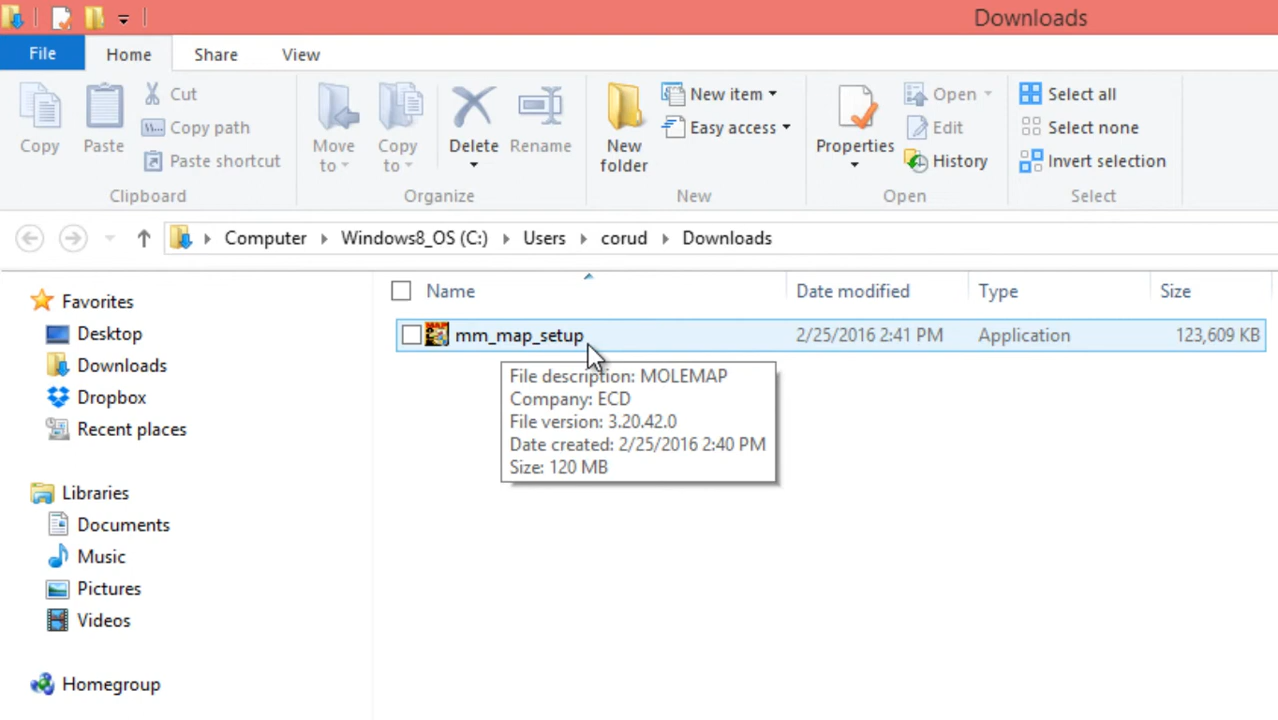 Downloads
File Home Share View
Copy Paste Cut Copy path Paste shortcut
Clipboard
Move to Copy to Delete Rename
Organize
New folder New item Easy access
New
Properties Open Edit History
Open
Select all Select none Invert selection
Select
Computer Windows8_OS (C:) Users corud Downloads
Favorites
Desktop
Downloads
Dropbox
Recent places
Libraries
Documents
Music
Pictures
Videos
Homegroup
Name Date modified Type Size
mm_map_setup 2/25/2016 2:41 PM Application 123,609 KB
File description: MOLEMAP
Company: ECD
File version: 3.20.42.0
Date created: 2/25/2016 2:40 PM
Size: 120 MB